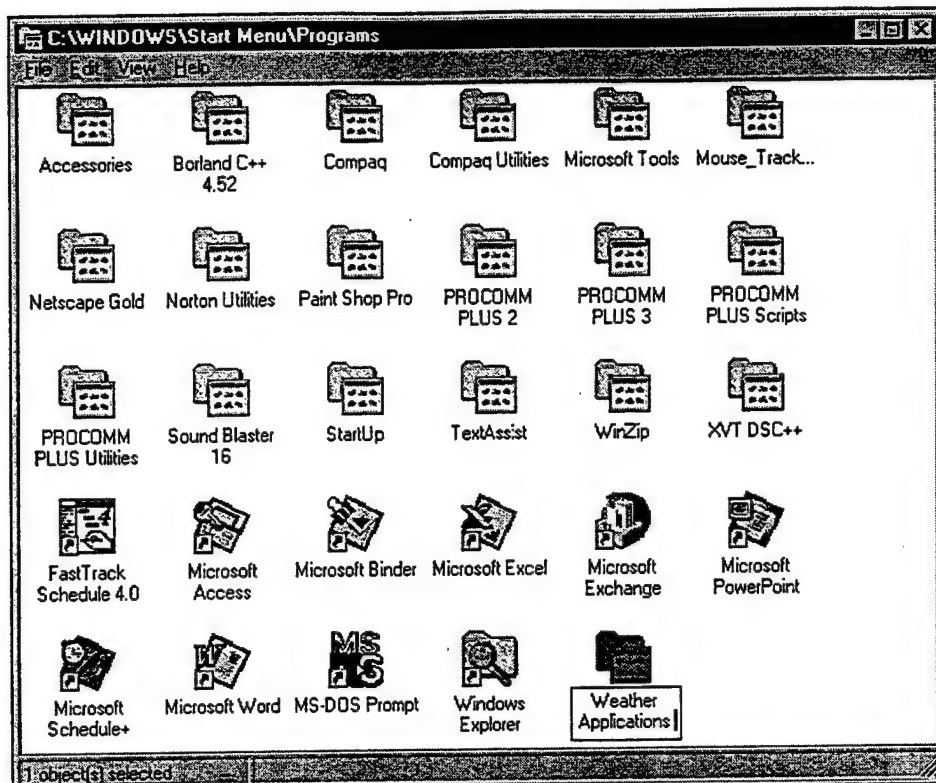 C:\WINDOWS\Start Menu\Programs
File Edit View Help
Accessories
Borland C++
4.52
Compaq
Compaq Utilities
Microsoft Tools
Mouse_Track...
Netscape Gold
Norton Utilities
Paint Shop Pro
PROCOMM
PLUS 2
PROCOMM
PLUS 3
PROCOMM
PLUS Scripts
PROCOMM
PLUS Utilities
Sound Blaster
16
StartUp
TextAssist
WinZip
XVT DSC++
FastTrack
Schedule 4.0
Microsoft
Access
Microsoft Binder
Microsoft Excel
Microsoft
Exchange
Microsoft
PowerPoint
Microsoft
Schedule+
Microsoft Word
MS-DOS Prompt
Windows
Explorer
Weather
Applications
1 object(s) selected